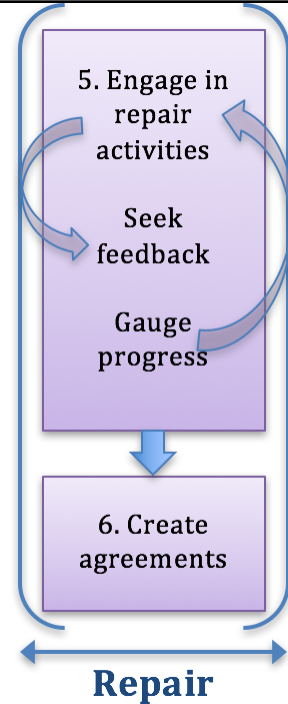 5. Engage in
repair
activities
Seek
feedback
Gauge
progress
6. Create
agreements
Repair